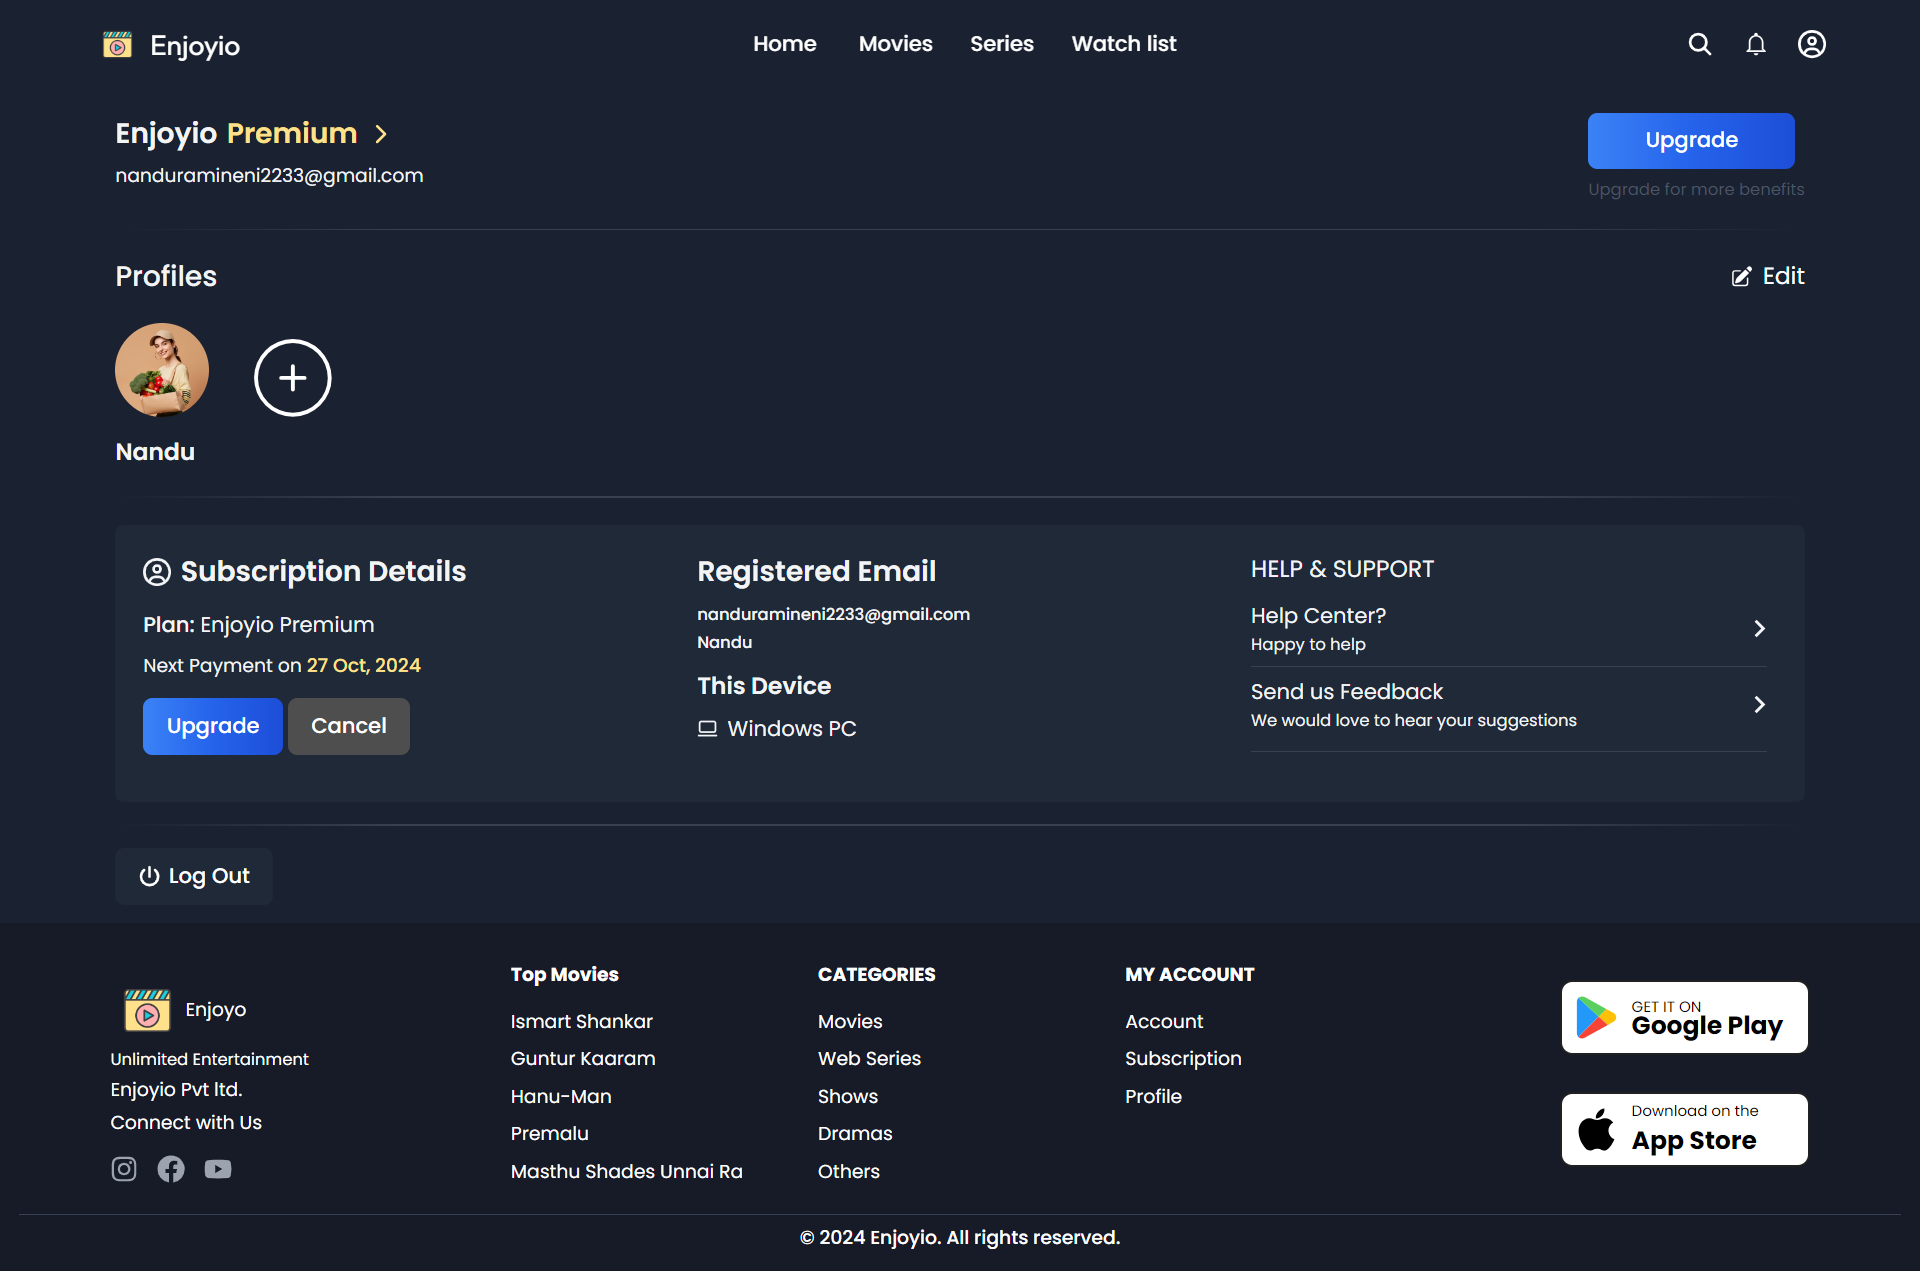 Enjoyio
Home Movies Series Watch list
Enjoyio Premium
nanduramineni2233@gmail.com
Upgrade
Upgrade for more benefits
Profiles
Edit
Nandu
Subscription Details
Plan: Enjoyio Premium
Next Payment on 27 Oct, 2024
Upgrade Cancel
Registered Email
nanduramineni2233@gmail.com
Nandu
This Device
Windows PC
HELP & SUPPORT
Help Center?
Happy to help
Send us Feedback
We would love to hear your suggestions
Log Out
Enjoyo
Unlimited Entertainment
Enjoyio Pvt ltd.
Connect with Us
Top Movies
Ismart Shankar
Guntur Kaaram
Hanu-Man
Premalu
Masthu Shades Unnai Ra
CATEGORIES
Movies
Web Series
Shows
Dramas
Others
MY ACCOUNT
Account
Subscription
Profile
GET IT ON
Google Play
Download on the
App Store
© 2024 Enjoyio. All rights reserved.